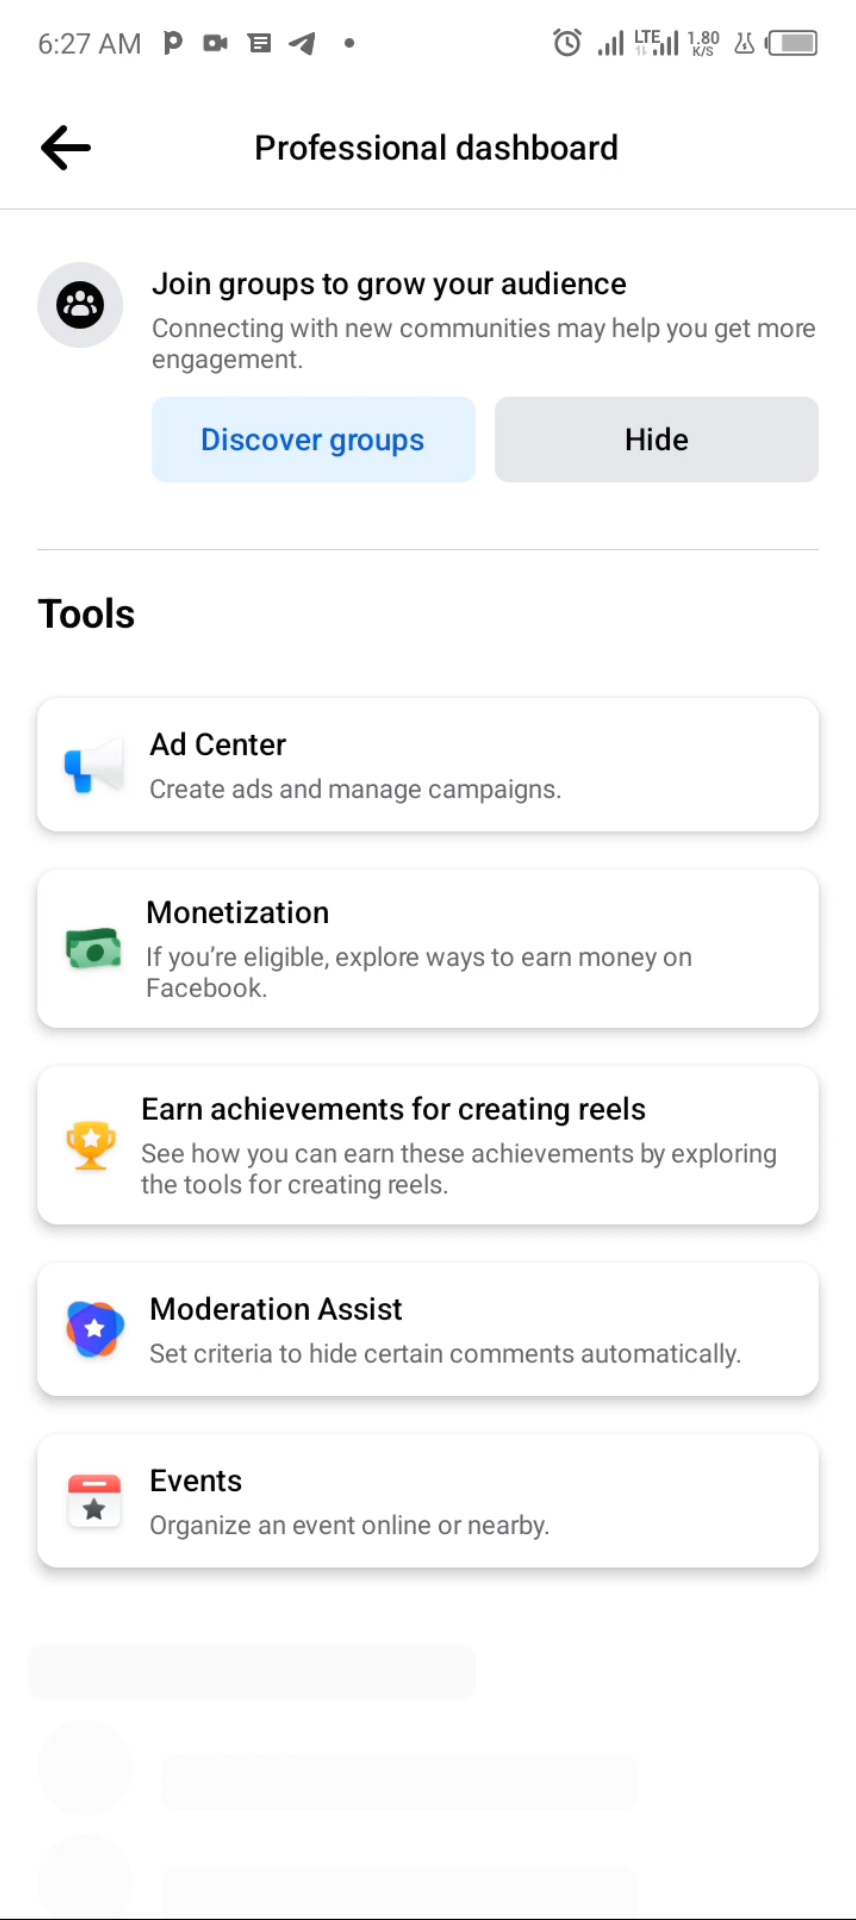 6:27 AM
LTE
1.80
K/S
Professional dashboard
Join groups to grow your audience
Connecting with new communities may help you get more
engagement.
Discover groups
Hide
Tools
Ad Center
Create ads and manage campaigns.
Monetization
If you’re eligible, explore ways to earn money on
Facebook.
Earn achievements for creating reels
See how you can earn these achievements by exploring
the tools for creating reels.
Moderation Assist
Set criteria to hide certain comments automatically.
Events
Organize an event online or nearby.